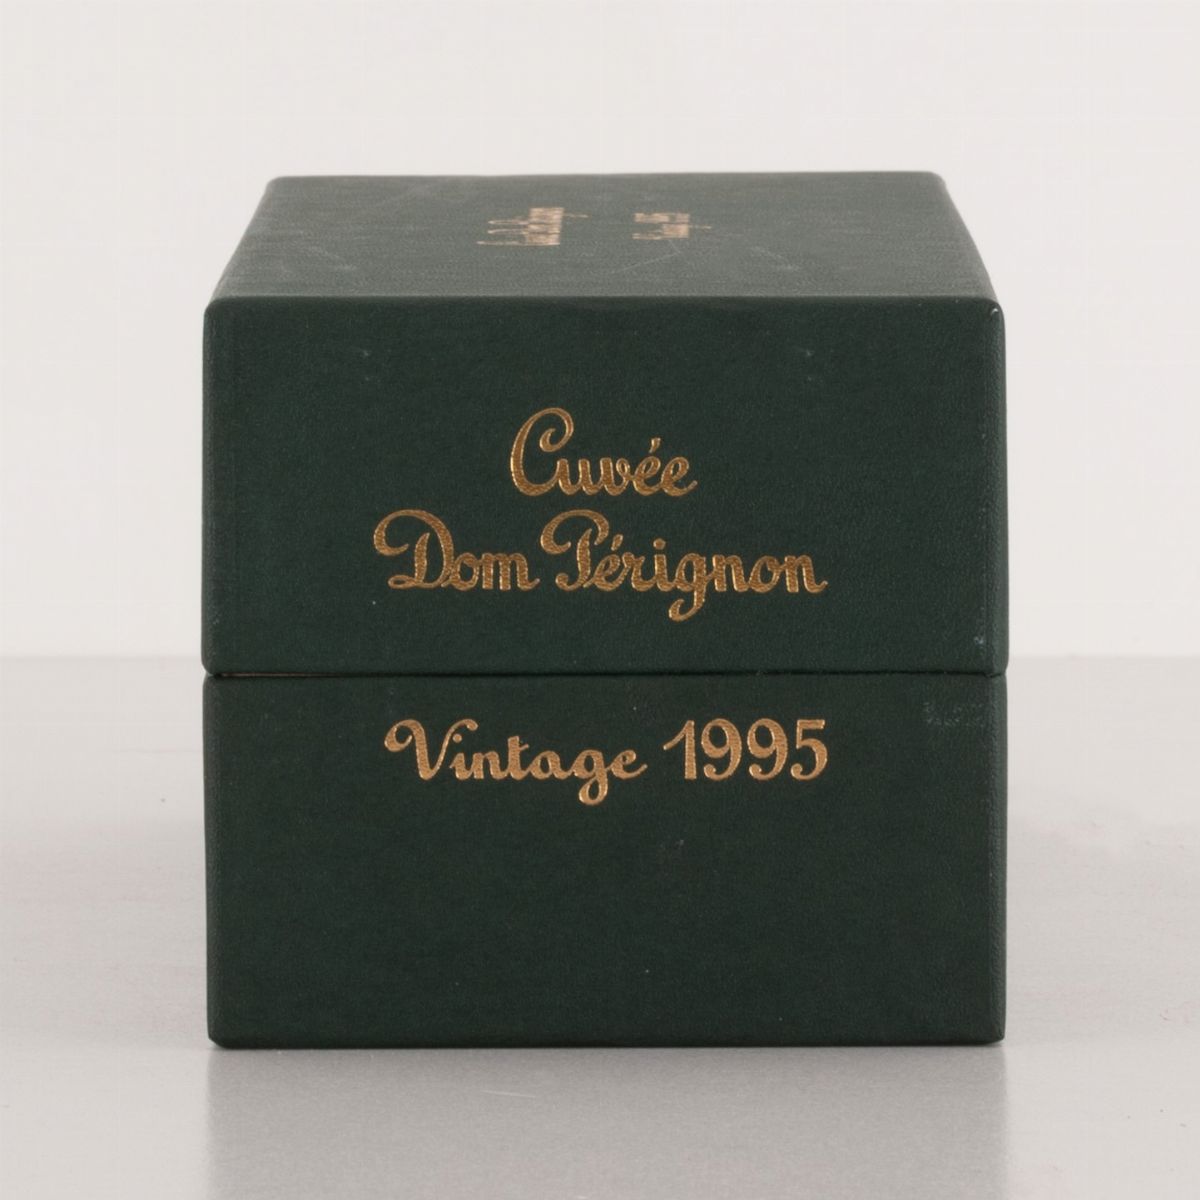 Cuvée
Dom Pérignon
Vintage 1995